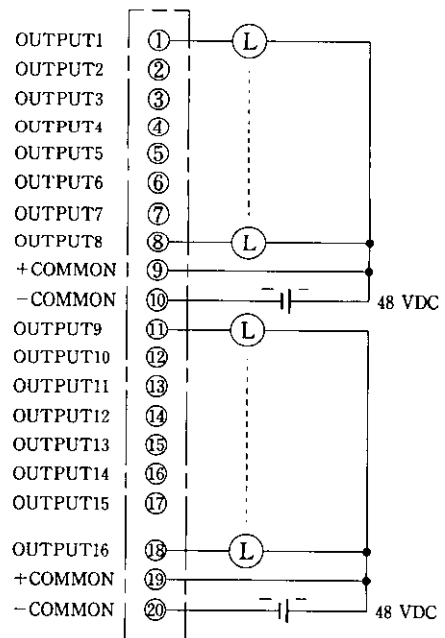 OUTPUT1 ① L
OUTPUT2 ②
OUTPUT3 ③
OUTPUT4 ④
OUTPUT5 ⑤
OUTPUT6 ⑥
OUTPUT7 ⑦
OUTPUT8 ⑧ L
+COMMON ⑨
−COMMON ⑩ 48 VDC
OUTPUT9 ⑪ L
OUTPUT10 ⑫
OUTPUT11 ⑬
OUTPUT12 ⑭
OUTPUT13 ⑮
OUTPUT14 ⑯
OUTPUT15 ⑰
OUTPUT16 ⑱ L
+COMMON ⑲
−COMMON ⑳ 48 VDC